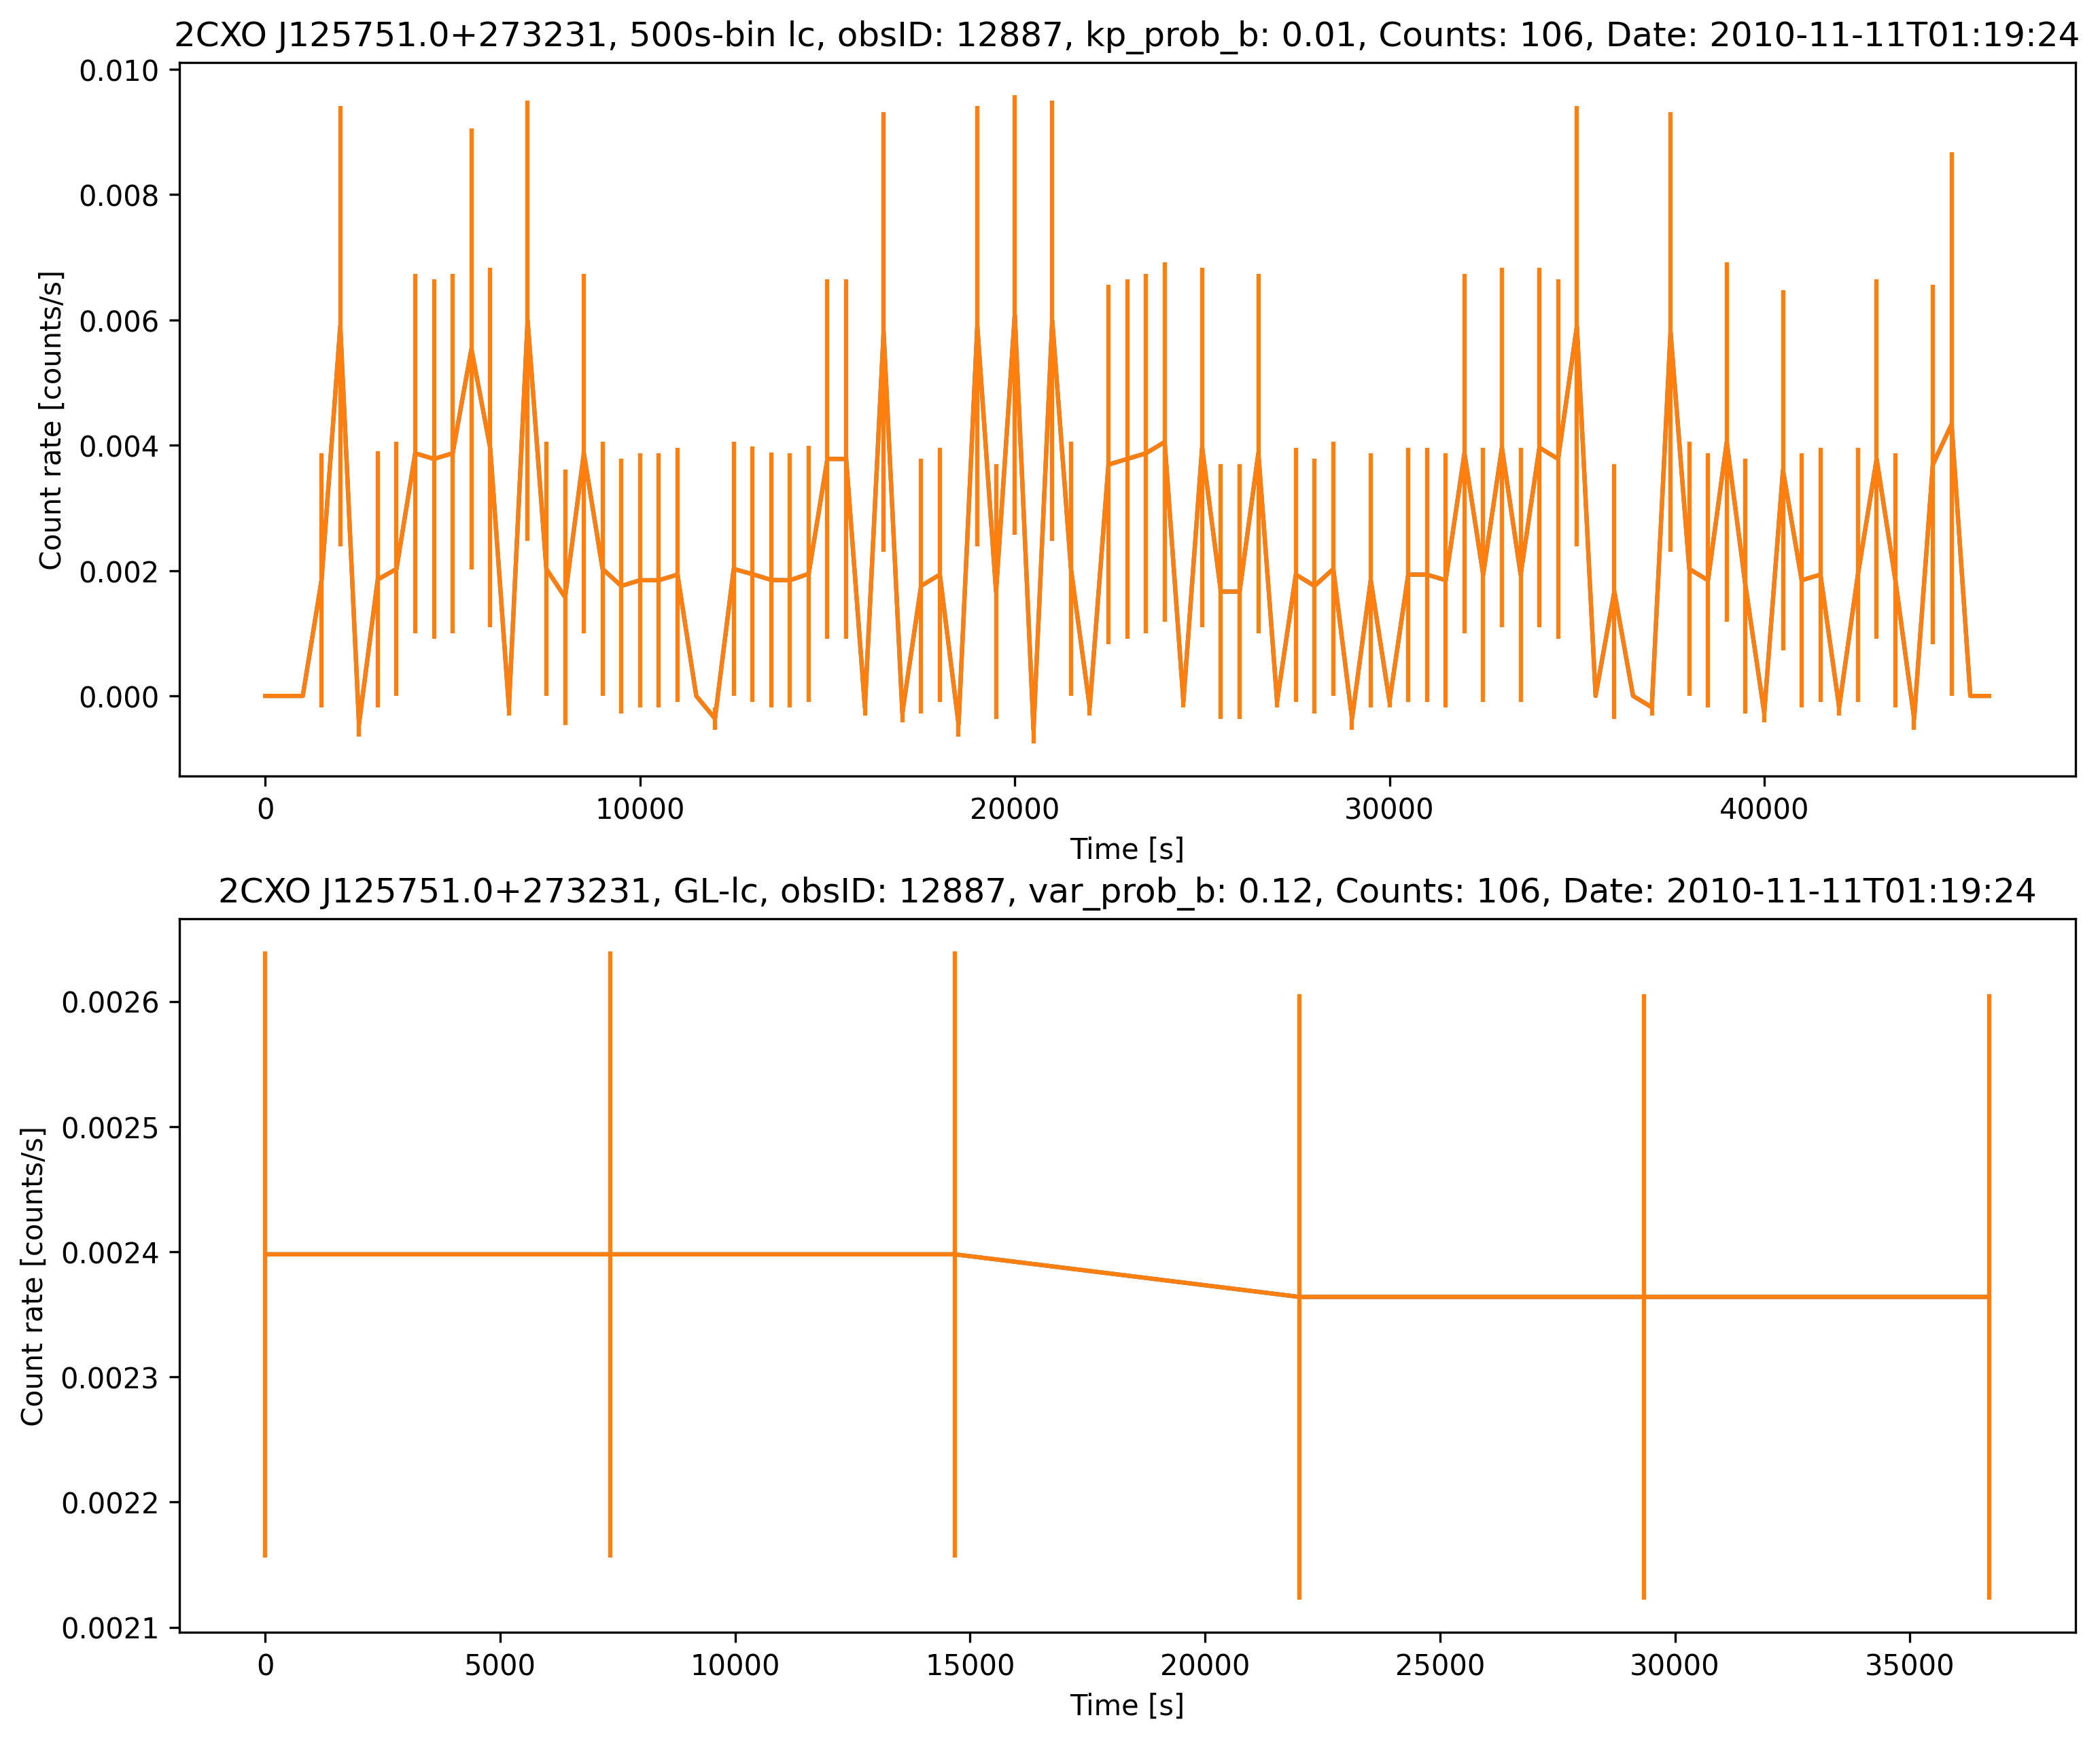 2CXO J125751.0+273231, 500s-bin lc, obsID: 12887, kp_prob_b: 0.01, Counts: 106, Date: 2010-11-11T01:19:24
0.010
0.008
0.006
0.004
0.002
0.000
Count rate [counts/s]
0 10000 20000 30000 40000
Time [s]
2CXO J125751.0+273231, GL-lc, obsID: 12887, var_prob_b: 0.12, Counts: 106, Date: 2010-11-11T01:19:24
0.0026
0.0025
0.0024
0.0023
0.0022
0.0021
Count rate [counts/s]
0 5000 10000 15000 20000 25000 30000 35000
Time [s]